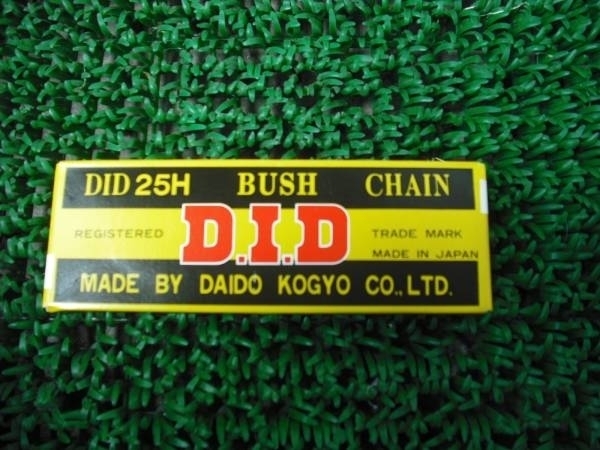 DID 25H BUSH CHAIN
REGISTERED D.I.D TRADE MARK
MADE IN JAPAN
MADE BY DAIDO KOGYO CO.,LTD.